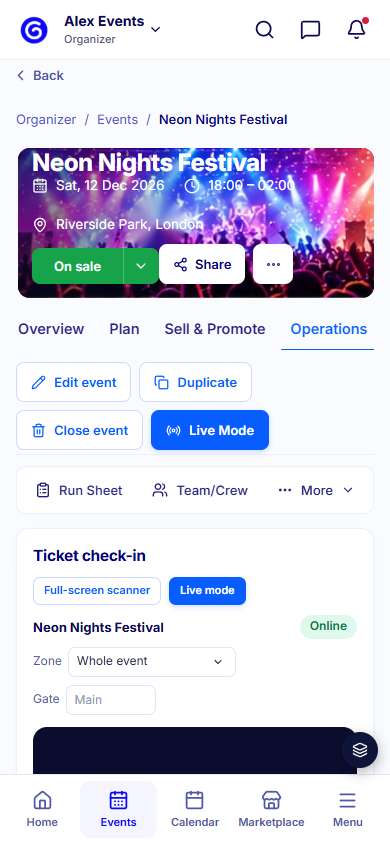 Alex Events
Organizer
Back
Organizer / Events / Neon Nights Festival
Neon Nights Festival
Sat, 12 Dec 2026 18:00 – 02:00
Riverside Park, London
On sale Share
Overview Plan Sell & Promote Operations
Edit event Duplicate
Close event Live Mode
Run Sheet Team/Crew More
Ticket check-in
Full-screen scanner Live mode
Neon Nights Festival Online
Zone Whole event
Gate Main
Home Events Calendar Marketplace Menu